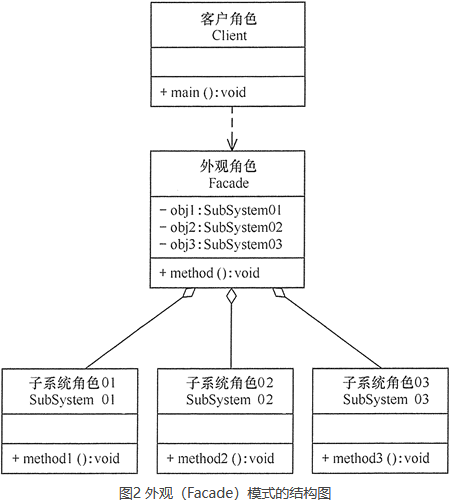 客户角色
Client
+ main():void
外观角色
Facade
- obj1:SubSystem01
- obj2:SubSystem02
- obj3:SubSystem03
+ method():void
子系统角色01
SubSystem 01
+ method1():void
子系统角色02
SubSystem 02
+ method2():void
子系统角色03
SubSystem 03
+ method3():void
图2 外观（Facade）模式的结构图